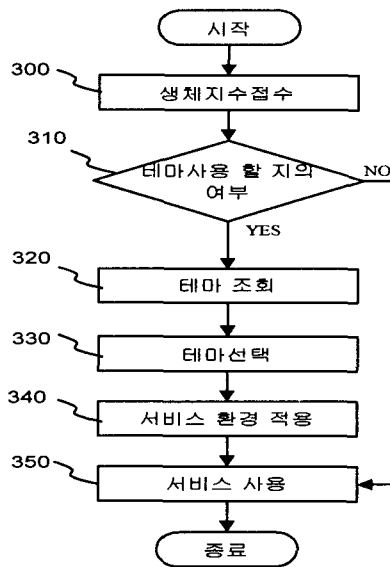 시작
300
생체지수접수
310
테마사용 할 지의
여부
NO
YES
320
테마 조회
330
테마선택
340
서비스 환경 적용
350
서비스 사용
종료